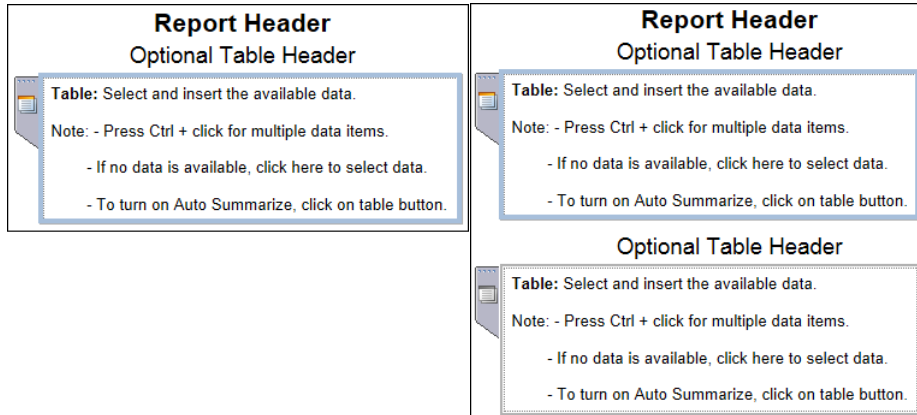 Report Header
Optional Table Header
Table: Select and insert the available data.
Note: - Press Ctrl + click for multiple data items.
- If no data is available, click here to select data.
- To turn on Auto Summarize, click on table button.
Report Header
Optional Table Header
Table: Select and insert the available data.
Note: - Press Ctrl + click for multiple data items.
- If no data is available, click here to select data.
- To turn on Auto Summarize, click on table button.
Optional Table Header
Table: Select and insert the available data.
Note: - Press Ctrl + click for multiple data items.
- If no data is available, click here to select data.
- To turn on Auto Summarize, click on table button.